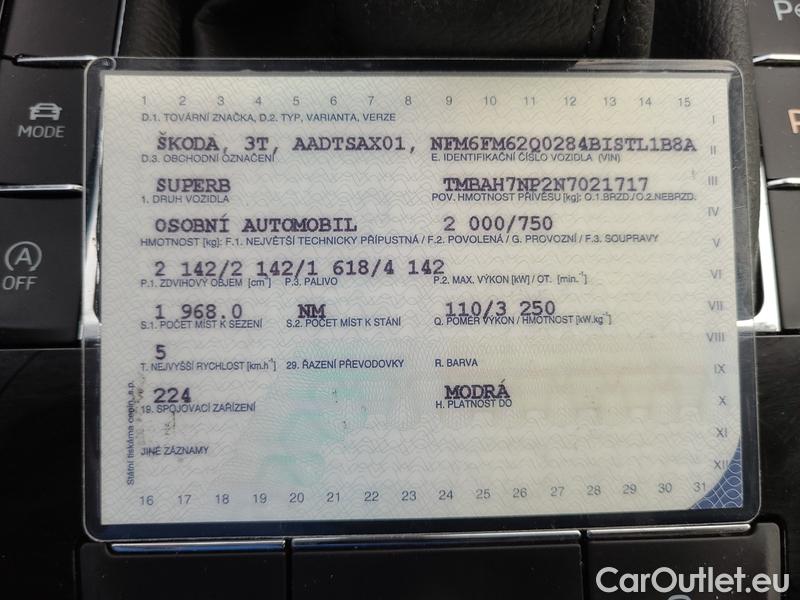 Pe
MODE
OFF
P
1 2 3 4 5 6 7 8 9 10 11 12 13 14 15
D.1. TOVÁRNÍ ZNAČKA, D.2. TYP, VARIANTA, VERZE I
ŠKODA, 3T, AADTSAX01, NFM6FM62Q0284BISTL1B8A II
D.3. OBCHODNÍ OZNAČENÍ E. IDENTIFIKAČNÍ ČÍSLO VOZIDLA (VIN)
SUPERB TMBAH7NP2N7021717 III
1. DRUH VOZIDLA POV. HMOTNOST PŘÍVĚSU [kg]: O.1.BRZD./O.2.NEBRZD.
OSOBNÍ AUTOMOBIL 2 000/750 IV
HMOTNOST [kg]: F.1. NEJVĚTŠÍ TECHNICKY PŘÍPUSTNÁ / F.2. POVOLENÁ / G. PROVOZNÍ / F.3. SOUPRAVY V
2 142/2 142/1 618/4 142 VI
P.1. ZDVIHOVÝ OBJEM [cm³] P.3. PALIVO P.2. MAX. VÝKON [kW] / OT. [min.⁻¹]
1 968.0 NM 110/3 250 VII
S.1. POČET MÍST K SEZENÍ S.2. POČET MÍST K STÁNÍ Q. POMĚR VÝKON / HMOTNOST [kW.kg⁻¹]
5 VIII
T. NEJVYŠŠÍ RYCHLOST [km.h⁻¹] 29. ŘAZENÍ PŘEVODOVKY R. BARVA IX
224 MODRÁ X
19. SPOJOVACÍ ZAŘÍZENÍ H. PLATNOST DO
XI
JINÉ ZÁZNAMY XII
16 17 18 19 20 21 22 23 24 25 26 27 28 29 30 31
Státní tiskárna cenin, s.p.
CarOutlet.eu